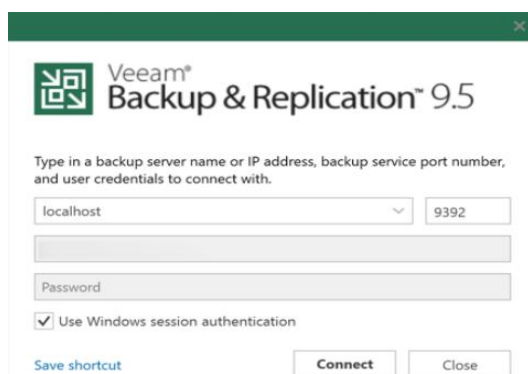 Veeam®
Backup & Replication™ 9.5
Type in a backup server name or IP address, backup service port number,
and user credentials to connect with.
localhost 9392
Password
Use Windows session authentication
Save shortcut Connect Close